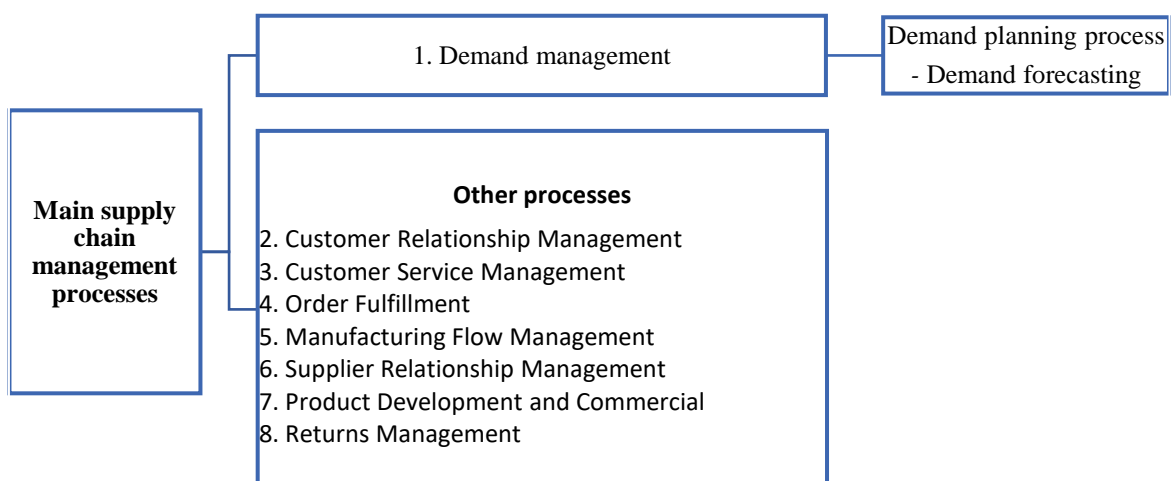 1. Demand management
Demand planning process
- Demand forecasting
Main supply
chain
management
processes
Other processes
2. Customer Relationship Management
3. Customer Service Management
4. Order Fulfillment
5. Manufacturing Flow Management
6. Supplier Relationship Management
7. Product Development and Commercial
8. Returns Management